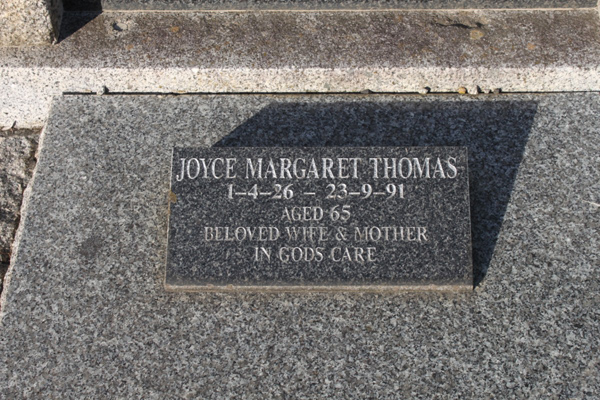 JOYCE MARGARET THOMAS
1-4-26 - 23-9-91
AGED 65
BELOVED WIFE & MOTHER
IN GODS CARE